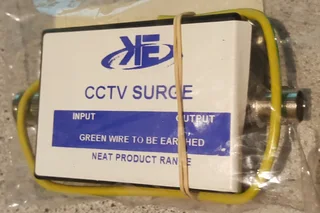 KE
CCTV SURGE
INPUT OUTPUT
GREEN WIRE TO BE EARTHED
NEAT PRODUCT RANGE